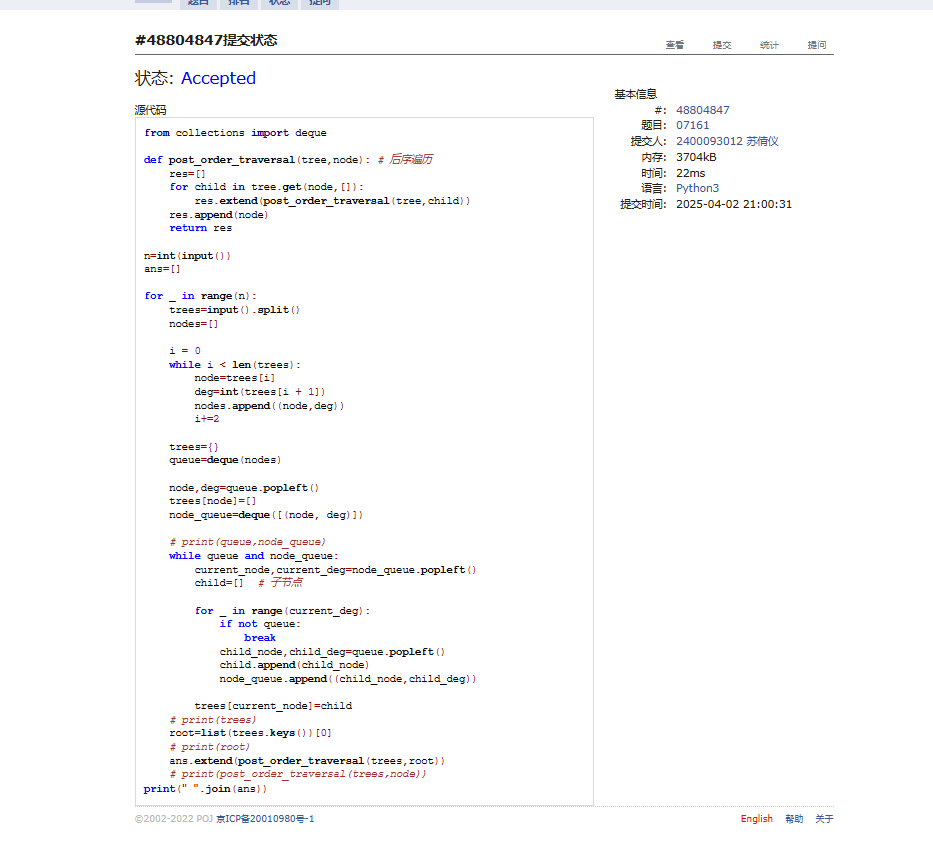 题目 排名 状态 提问
#48804847提交状态
查看 提交 统计 提问
状态: Accepted
基本信息
#: 48804847
题目: 07161
提交人: 2400093012 苏倩仪
内存: 3704kB
时间: 22ms
语言: Python3
提交时间: 2025-04-02 21:00:31
源代码
from collections import deque
def post_order_traversal(tree,node): # 后序遍历
    res=[]
    for child in tree.get(node,[]):
        res.extend(post_order_traversal(tree,child))
    res.append(node)
    return res
n=int(input())
ans=[]
for _ in range(n):
    trees=input().split()
    nodes=[]
    i = 0
    while i < len(trees):
        node=trees[i]
        deg=int(trees[i + 1])
        nodes.append((node,deg))
        i+=2
    trees={}
    queue=deque(nodes)
    node,deg=queue.popleft()
    trees[node]=[]
    node_queue=deque([(node, deg)])
    # print(queue,node_queue)
    while queue and node_queue:
        current_node,current_deg=node_queue.popleft()
        child=[]  # 子节点
        for _ in range(current_deg):
            if not queue:
                break
            child_node,child_deg=queue.popleft()
            child.append(child_node)
            node_queue.append((child_node,child_deg))
        trees[current_node]=child
    # print(trees)
    root=list(trees.keys())[0]
    # print(root)
    ans.extend(post_order_traversal(trees,root))
    # print(post_order_traversal(trees,node))
print(" ".join(ans))
©2002-2022 POJ 京ICP备20010980号-1
English 帮助 关于